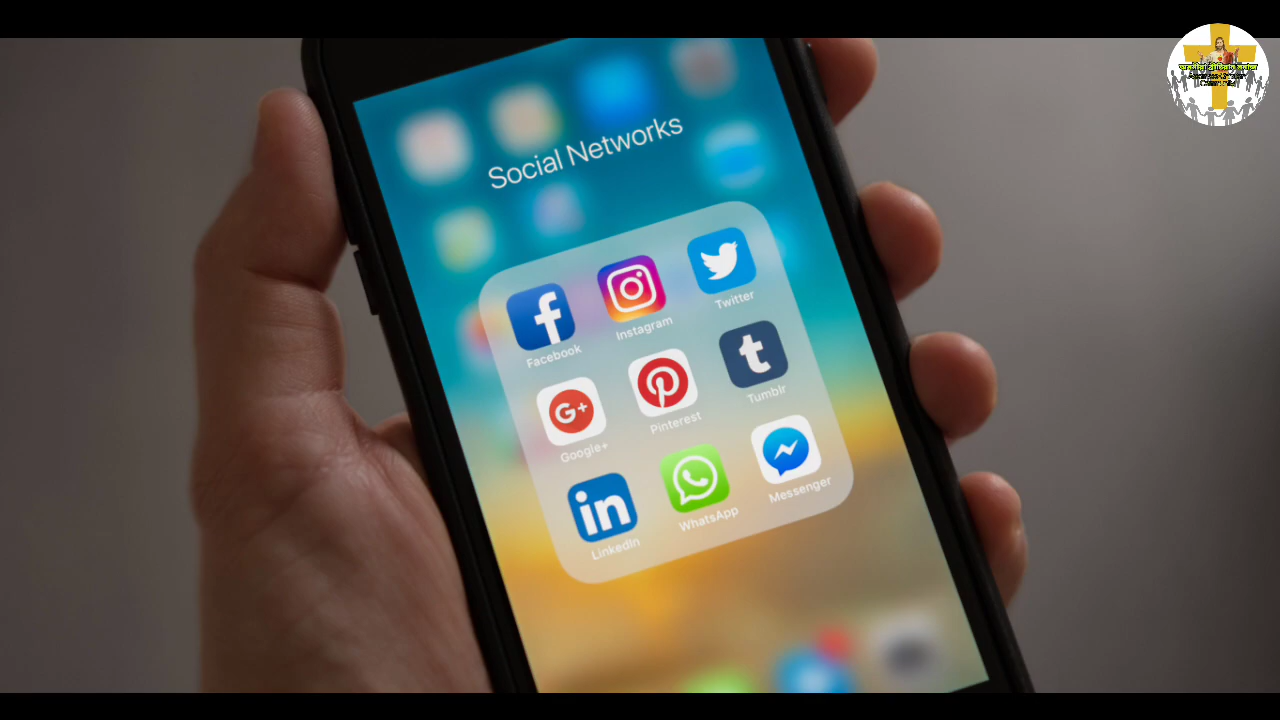 Social Networks
Facebook
Instagram
Twitter
Google+
Pinterest
Tumblr
LinkedIn
WhatsApp
Messenger